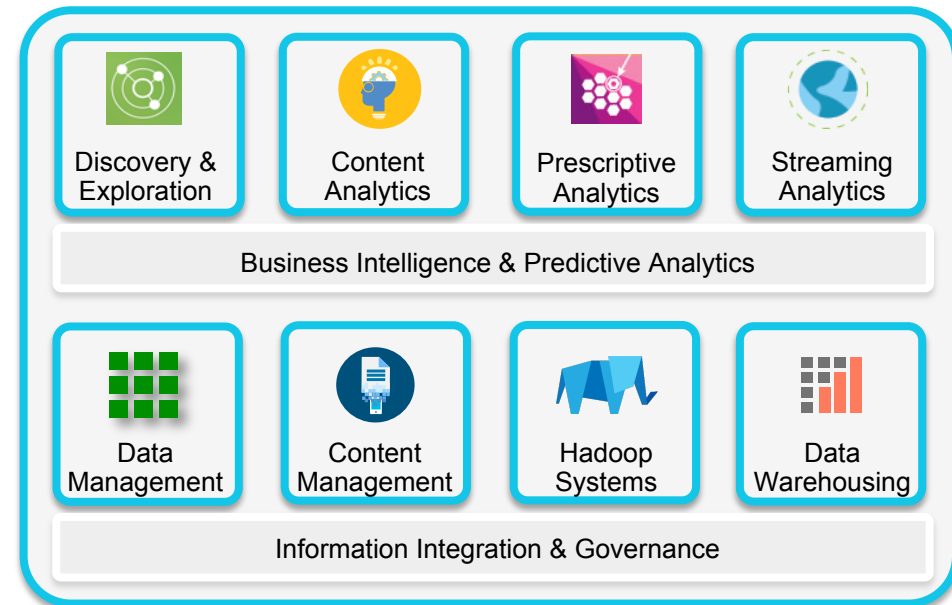 Discovery &
Exploration
Content
Analytics
Prescriptive
Analytics
Streaming
Analytics
Business Intelligence & Predictive Analytics
Data
Management
Content
Management
Hadoop
Systems
Data
Warehousing
Information Integration & Governance